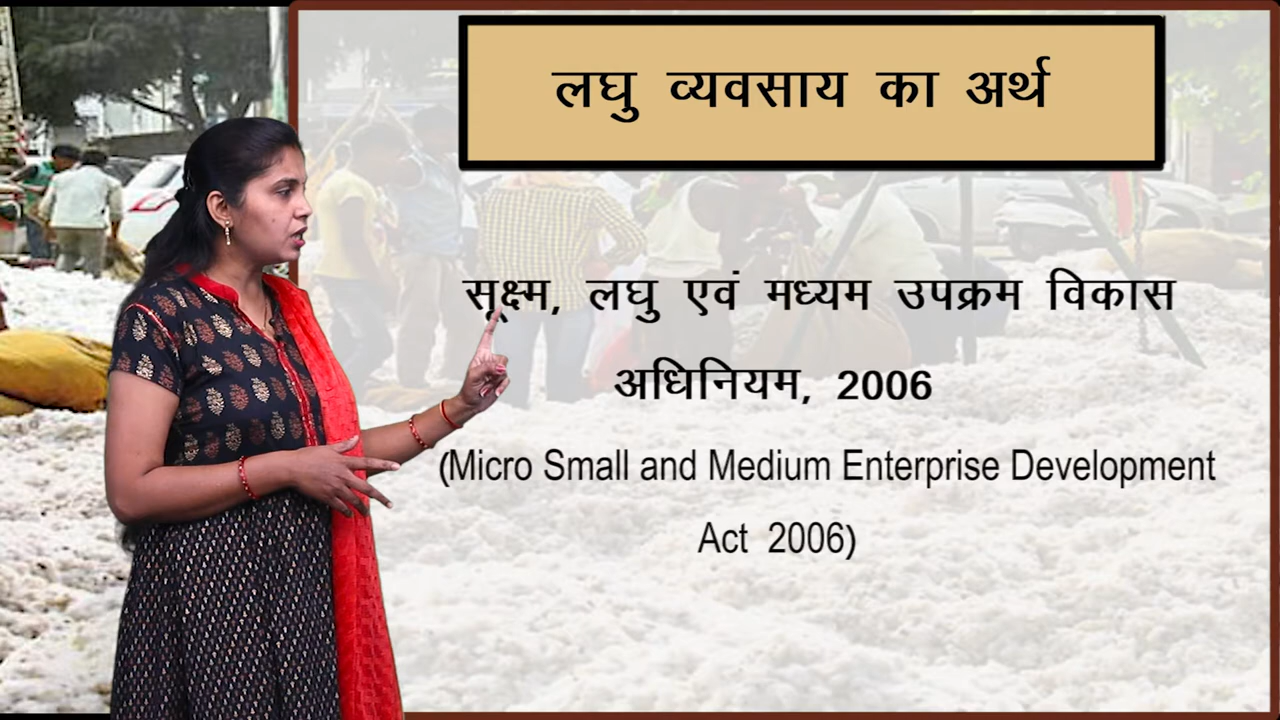 लघु व्यवसाय का अर्थ
सूक्ष्म, लघु एवं मध्यम उपक्रम विकास
अधिनियम, 2006
(Micro Small and Medium Enterprise Development
Act 2006)